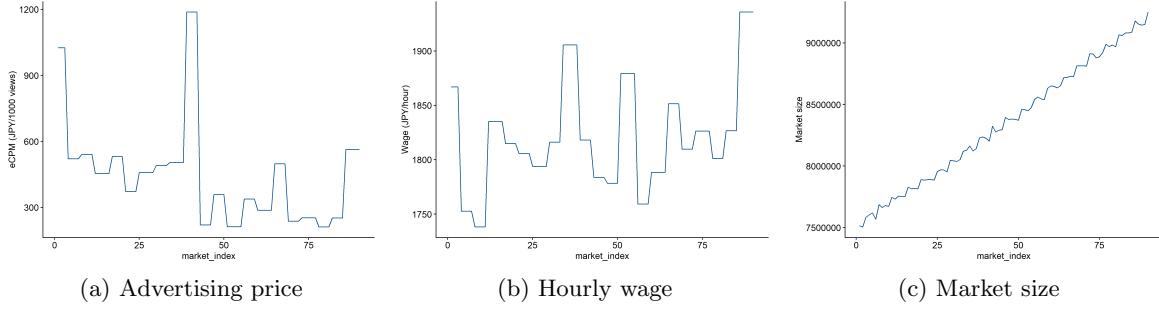 1200
900
600
300
eCPM (JPY/1000 views)
0
25
50
75
market_index
(a) Advertising price
1900
1850
1800
1750
Wage (JPY/hour)
0
25
50
75
market_index
(b) Hourly wage
9000000
8500000
8000000
7500000
Market size
0
25
50
75
market_index
(c) Market size